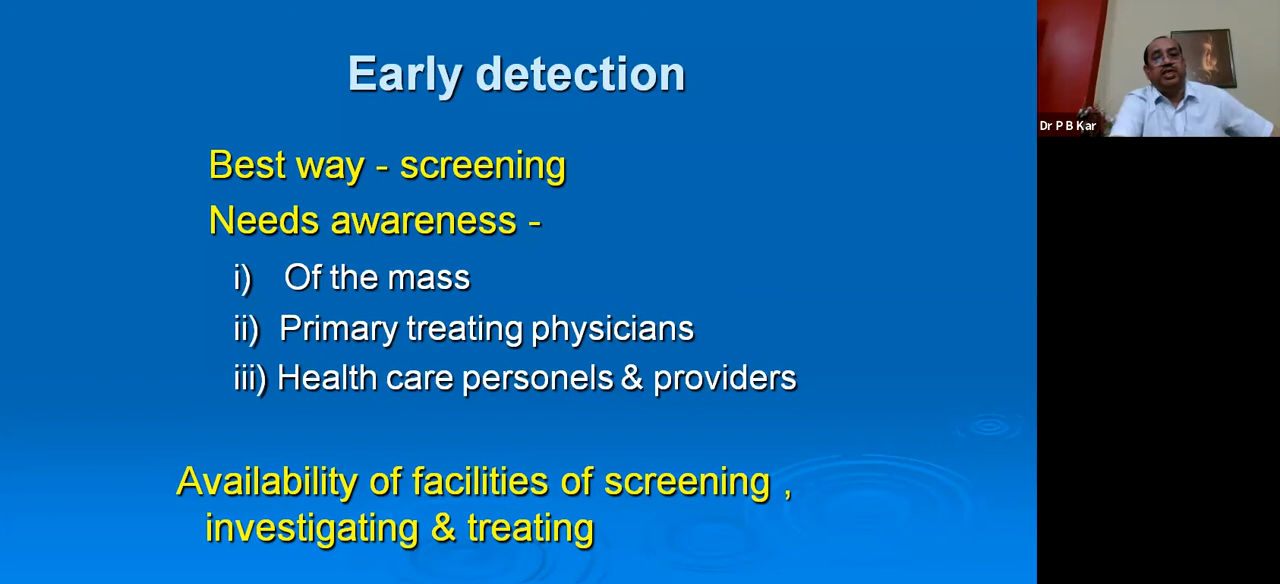 Early detection
Best way - screening
Needs awareness -
i) Of the mass
ii) Primary treating physicians
iii) Health care personels & providers
Availability of facilities of screening ,
investigating & treating
Dr P B Kar